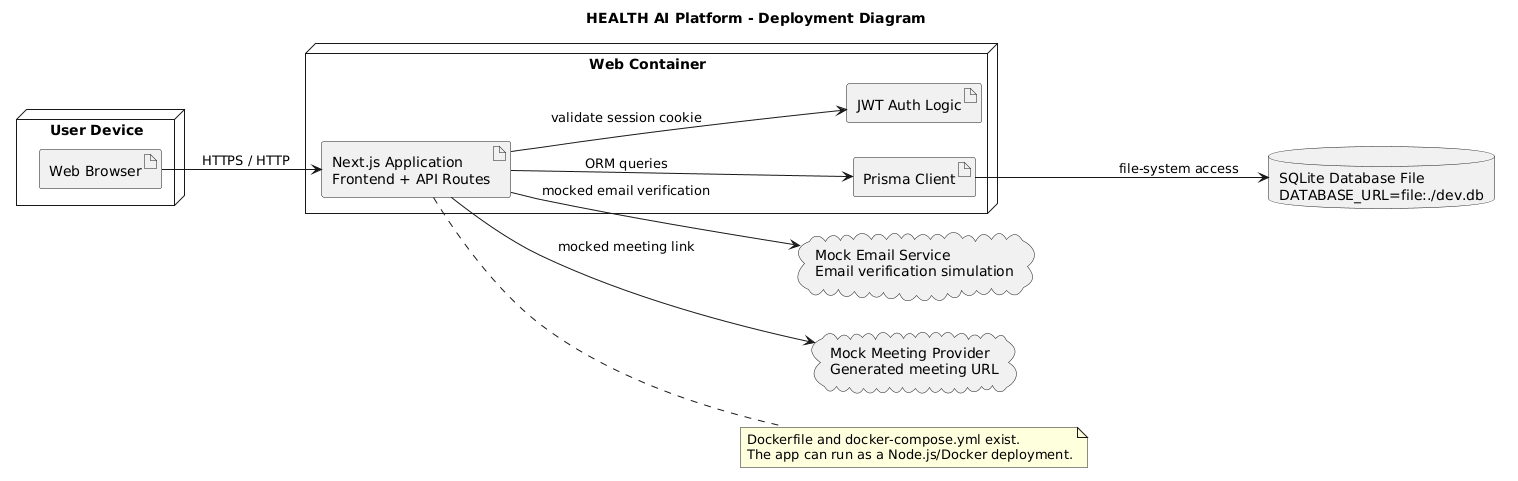 HEALTH AI Platform - Deployment Diagram
Web Container
User Device
Web Browser
HTTPS / HTTP
Next.js Application
Frontend + API Routes
validate session cookie
JWT Auth Logic
ORM queries
Prisma Client
file-system access
SQLite Database File
DATABASE_URL=file:./dev.db
mocked email verification
Mock Email Service
Email verification simulation
mocked meeting link
Mock Meeting Provider
Generated meeting URL
Dockerfile and docker-compose.yml exist.
The app can run as a Node.js/Docker deployment.